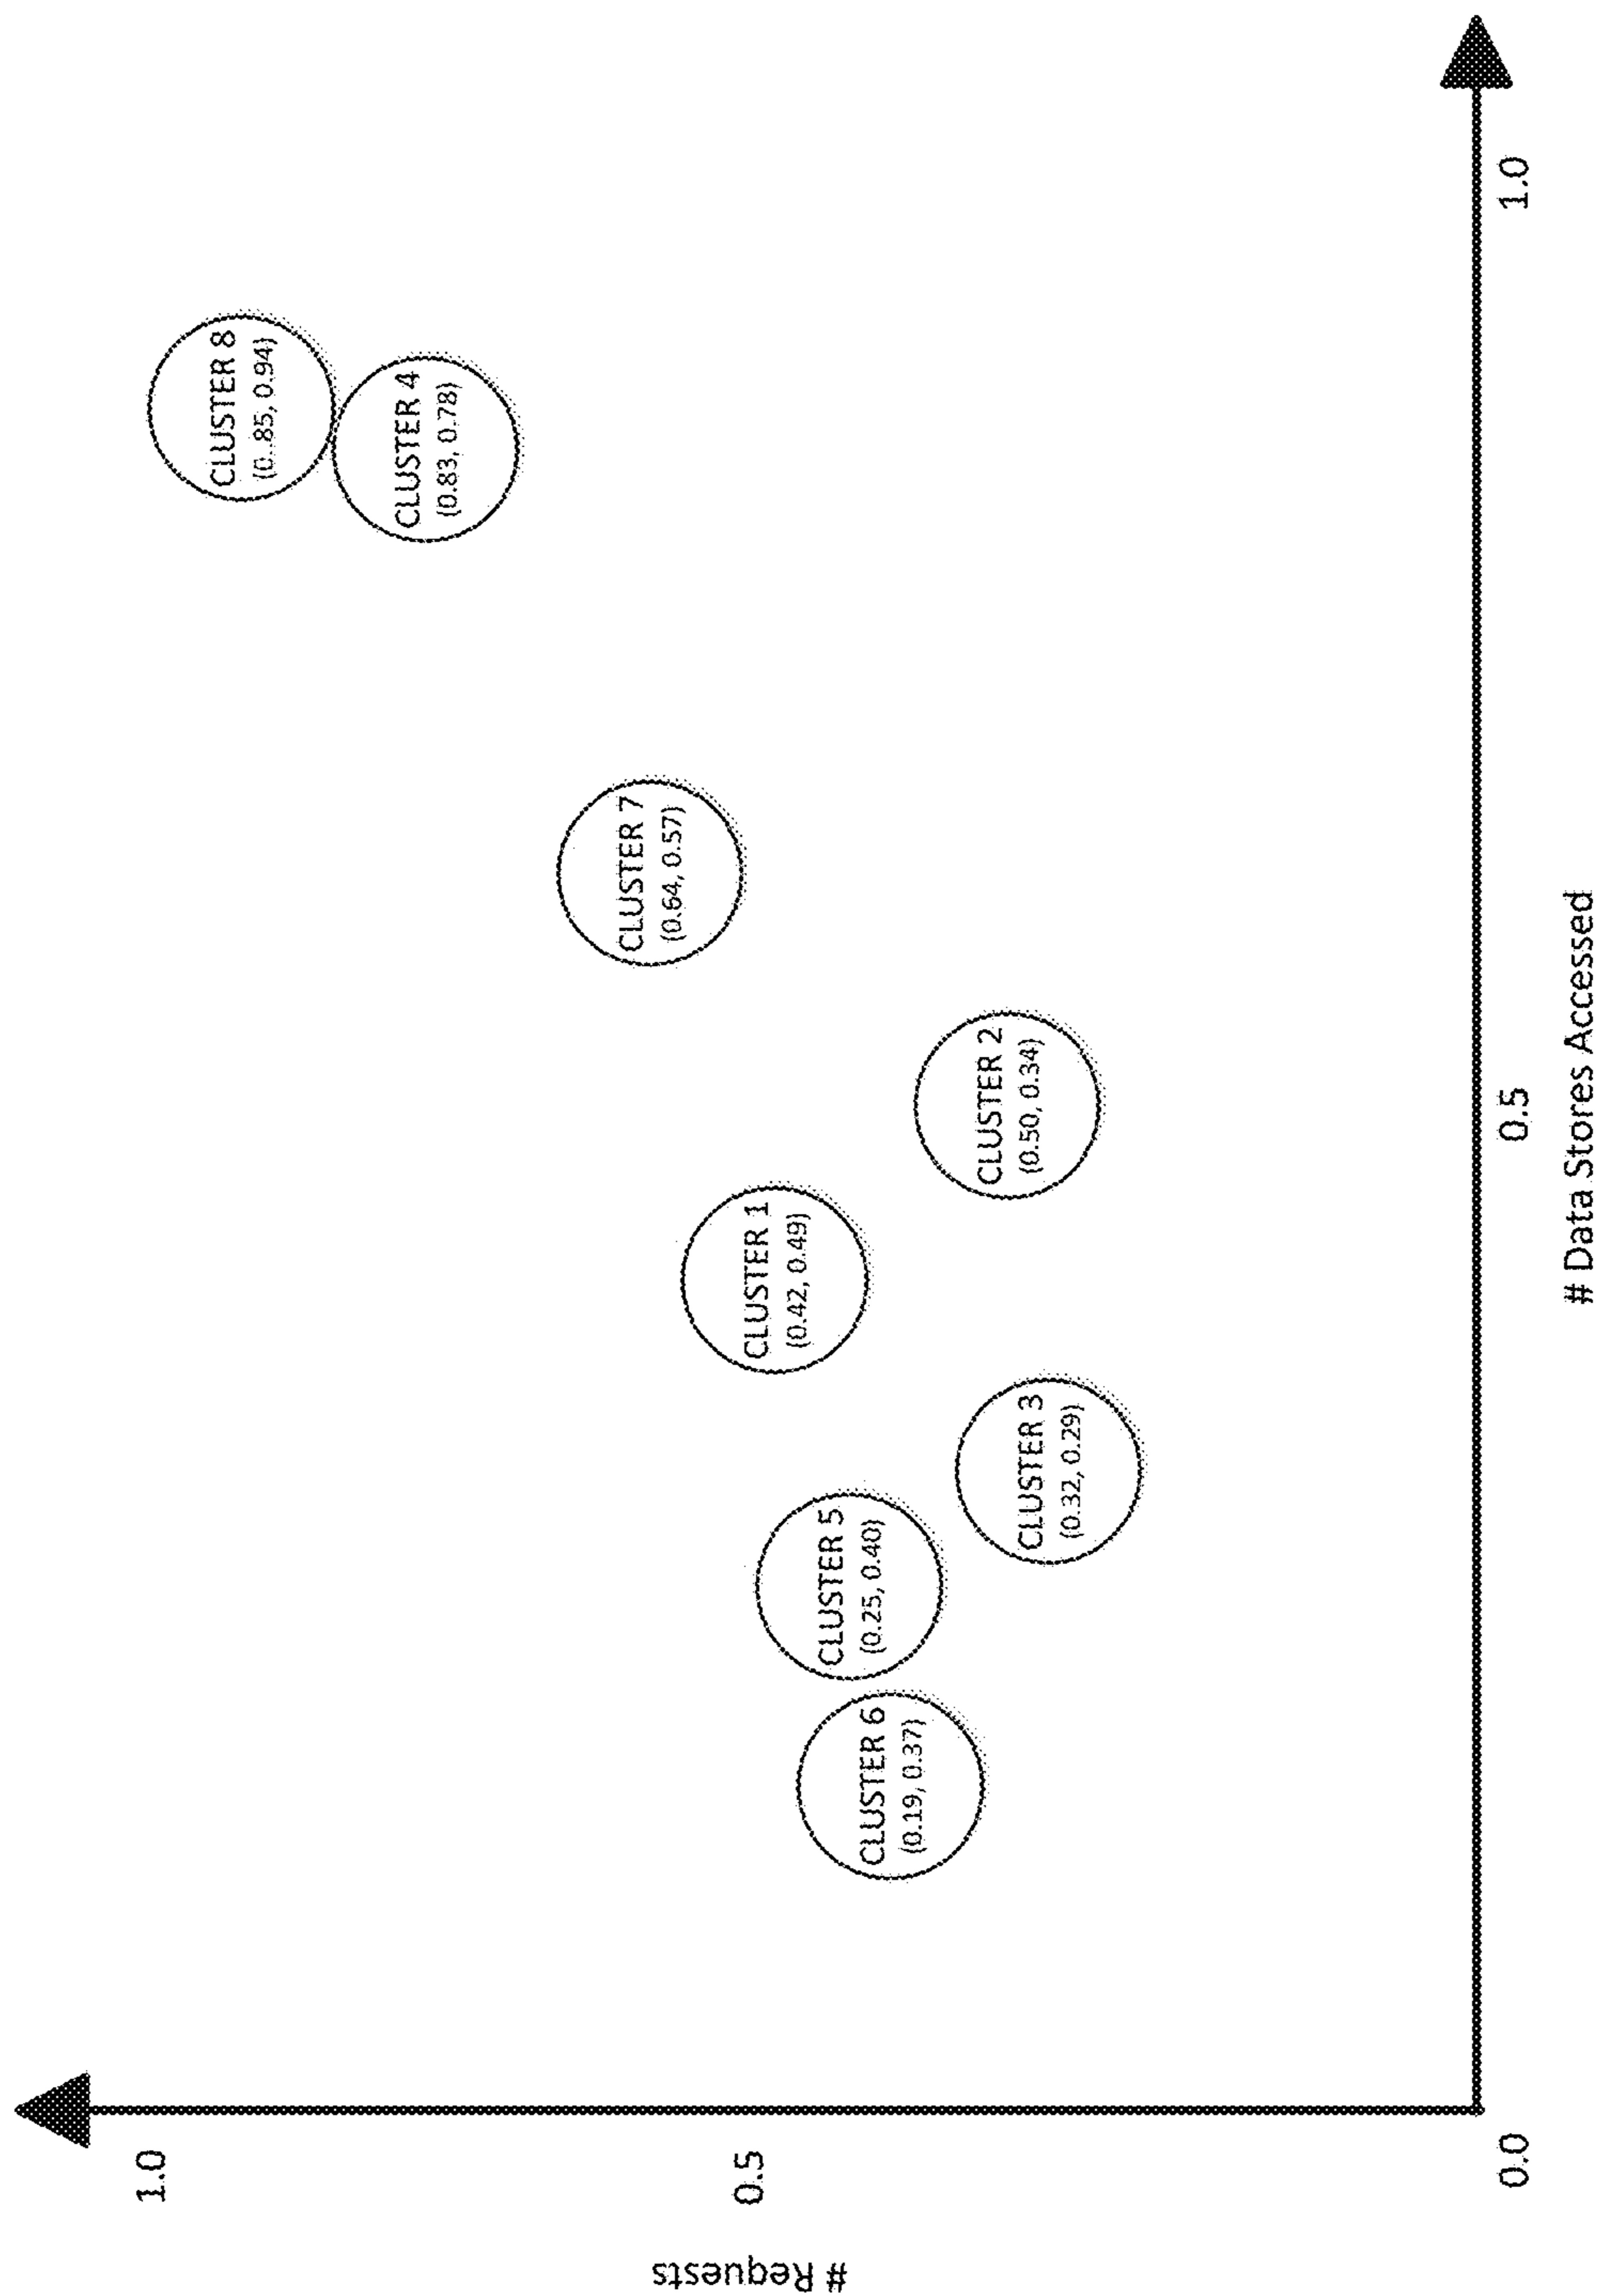 # Requests
1.0
0.5
0.0
CLUSTER 8
(0.85, 0.94)
CLUSTER 4
(0.83, 0.78)
CLUSTER 7
(0.64, 0.57)
CLUSTER 1
(0.42, 0.49)
CLUSTER 5
(0.25, 0.40)
CLUSTER 6
(0.19, 0.37)
CLUSTER 2
(0.50, 0.34)
CLUSTER 3
(0.32, 0.29)
0.5
1.0
# Data Stores Accessed